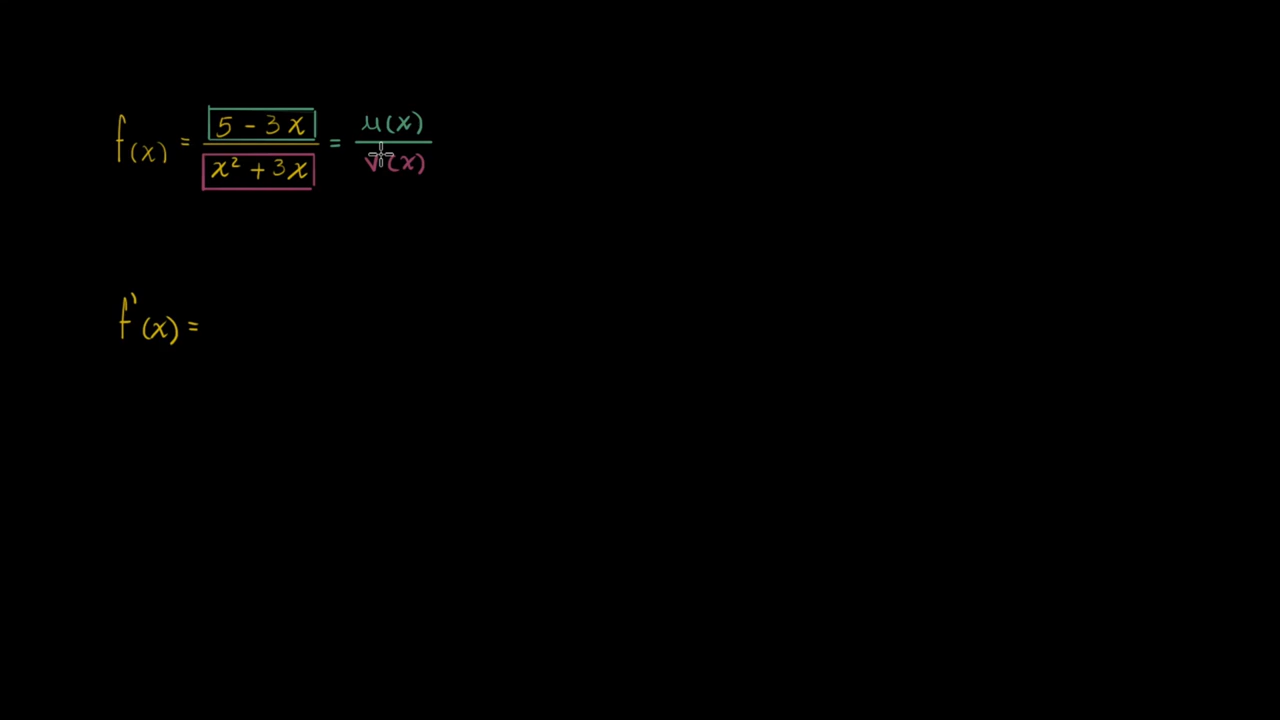 f(x) = (5 - 3x)/(x² + 3x) = u(x)/v(x)
f'(x) =